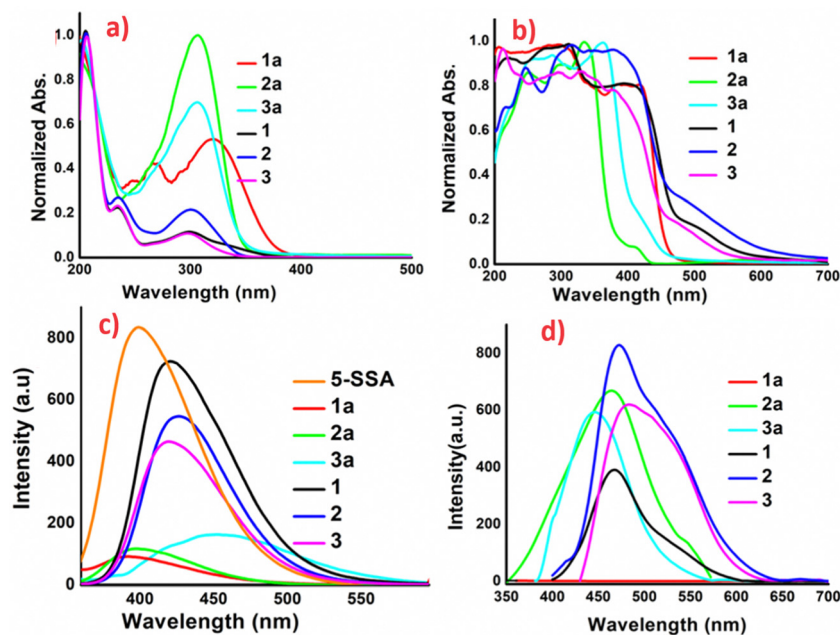 a)
Normalized Abs.
1.0
0.8
0.6
0.4
0.2
0.0
200
300
400
500
Wavelength (nm)
1a
2a
3a
1
2
3
b)
Normalized Abs.
1.0
0.8
0.6
0.4
0.2
0.0
200
300
400
500
600
700
Wavelength (nm)
1a
2a
3a
1
2
3
c)
Intensity (a.u)
800
600
400
200
0
400
450
500
550
Wavelength (nm)
5-SSA
1a
2a
3a
1
2
3
d)
Intensity(a.u.)
800
600
400
200
0
350
400
450
500
550
600
650
700
Wavelength (nm)
1a
2a
3a
1
2
3